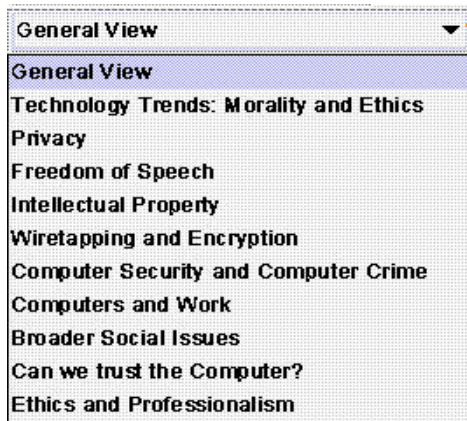 General View
General View
Technology Trends: Morality and Ethics
Privacy
Freedom of Speech
Intellectual Property
Wiretapping and Encryption
Computer Security and Computer Crime
Computers and Work
Broader Social Issues
Can we trust the Computer?
Ethics and Professionalism